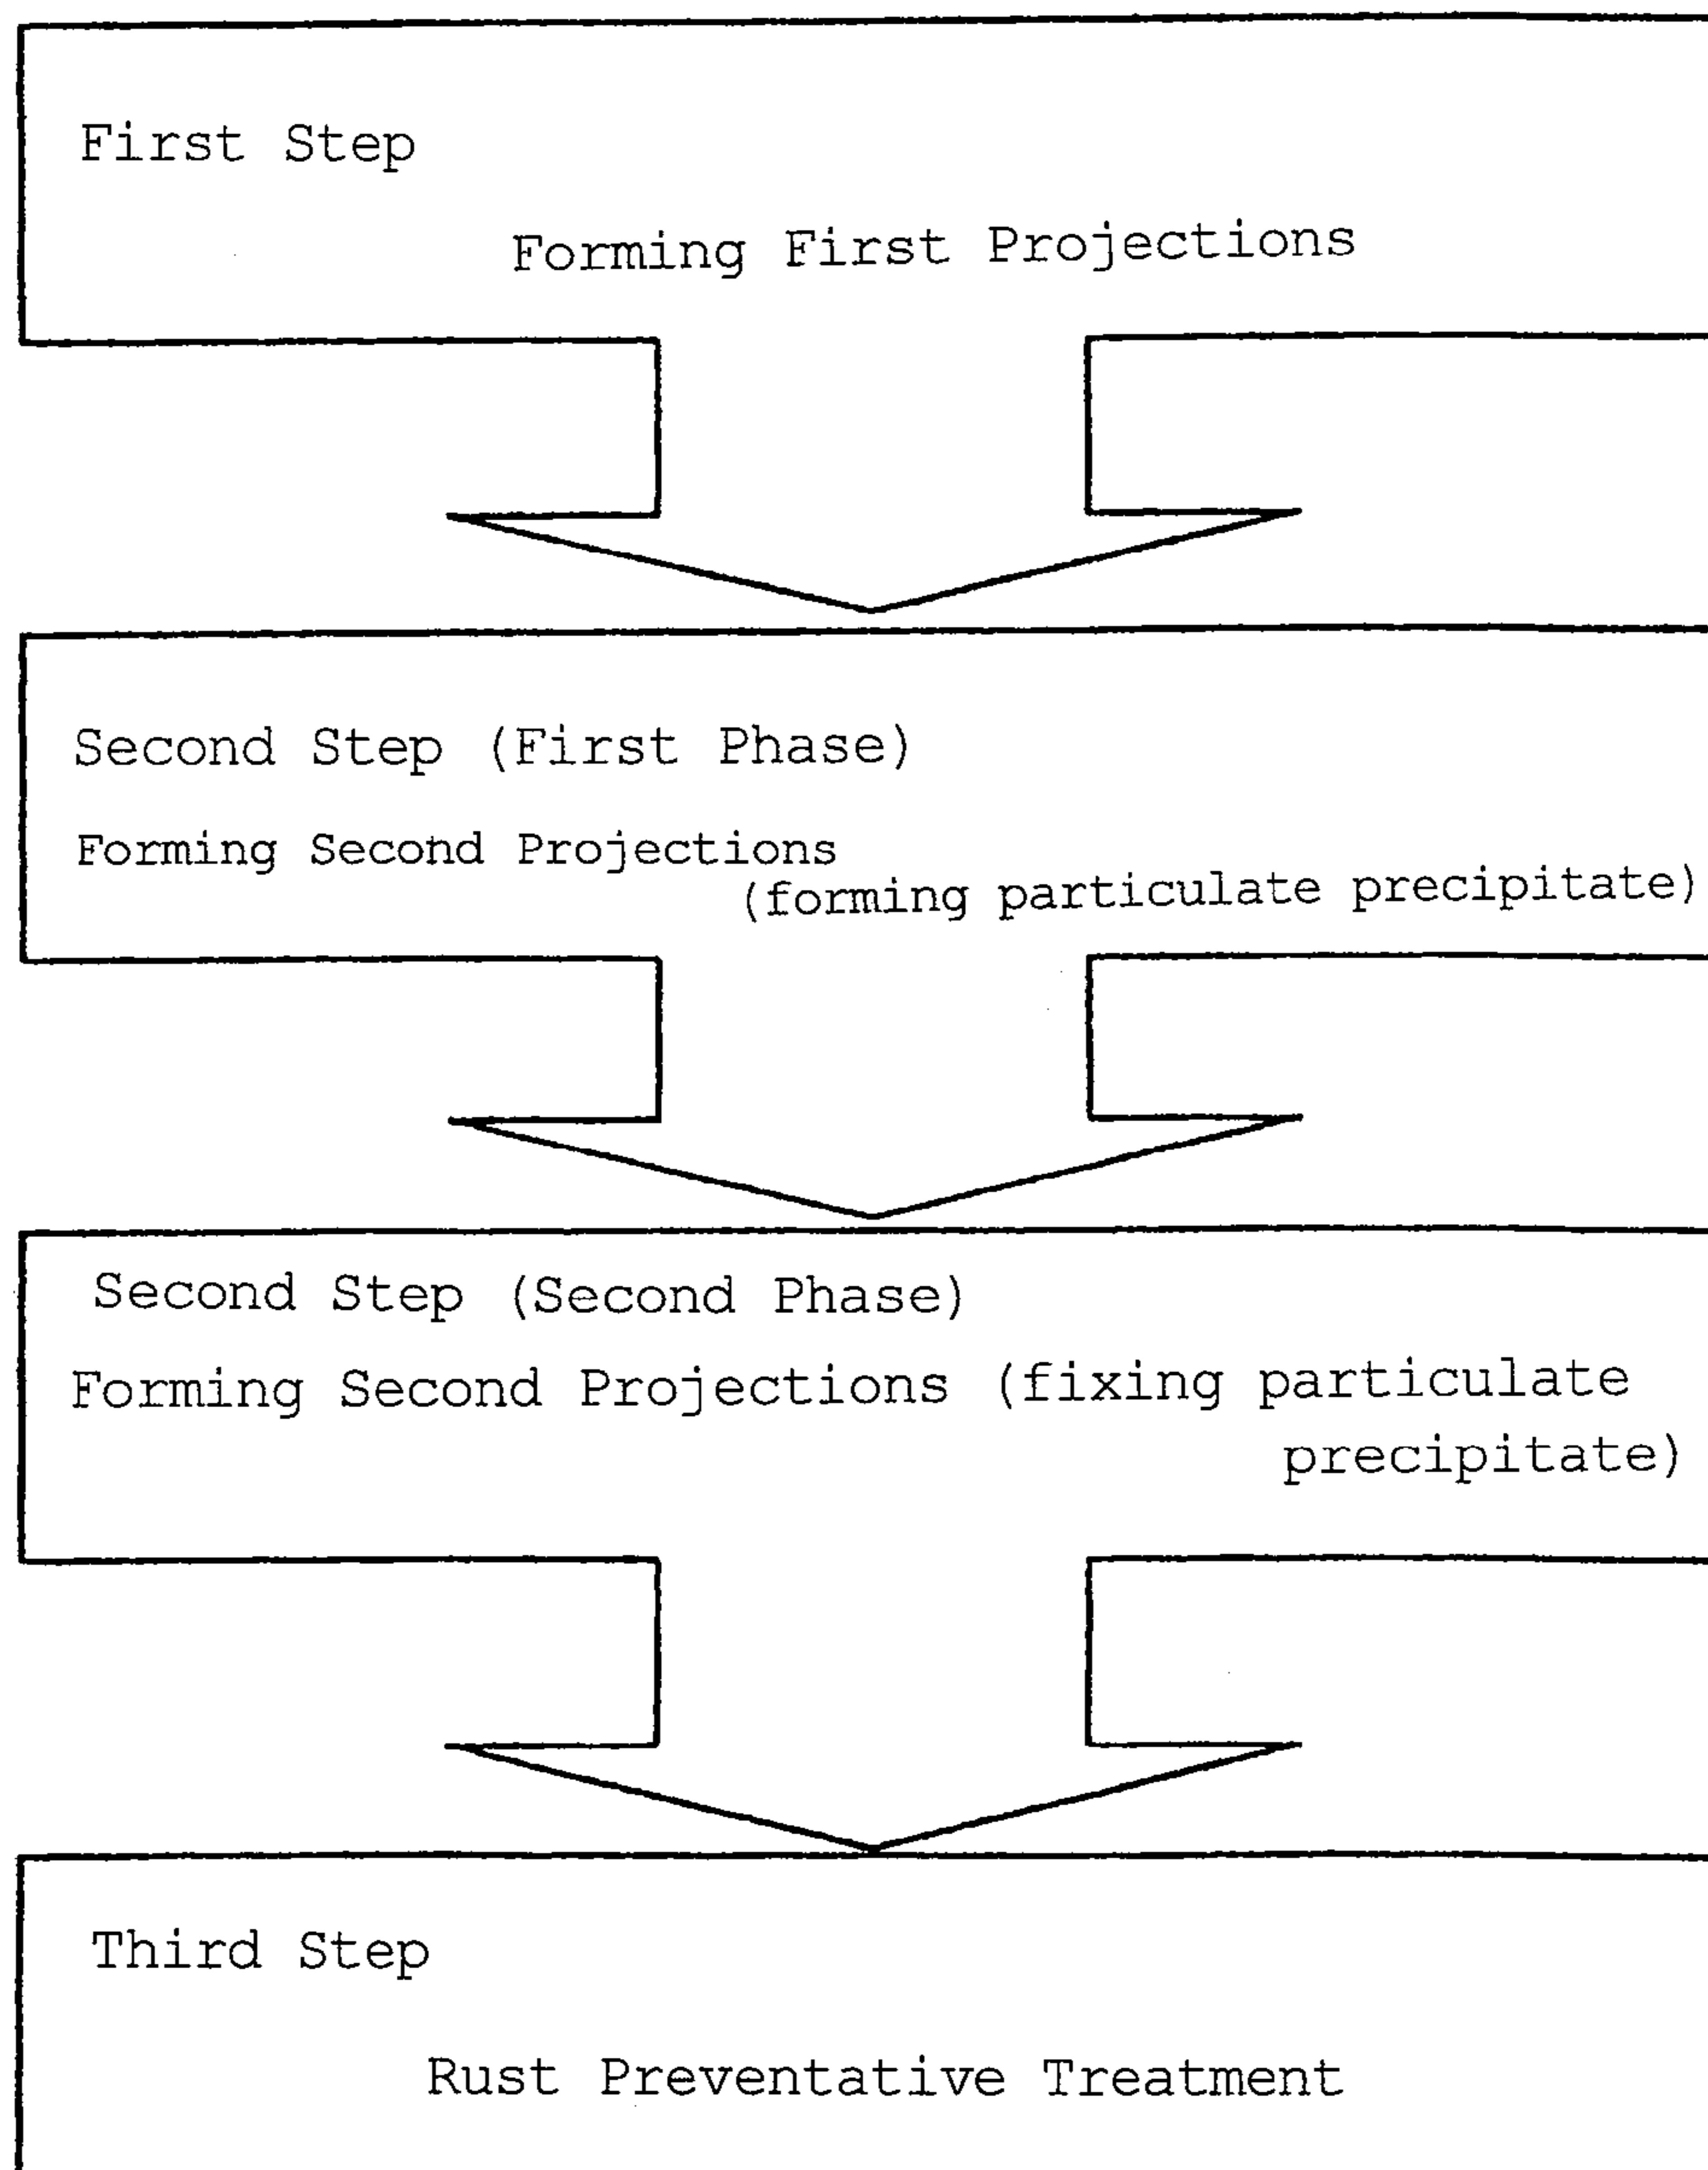 First Step
Forming First Projections
Second Step (First Phase)
Forming Second Projections
(forming particulate precipitate)
Second Step (Second Phase)
Forming Second Projections (fixing particulate
precipitate)
Third Step
Rust Preventative Treatment